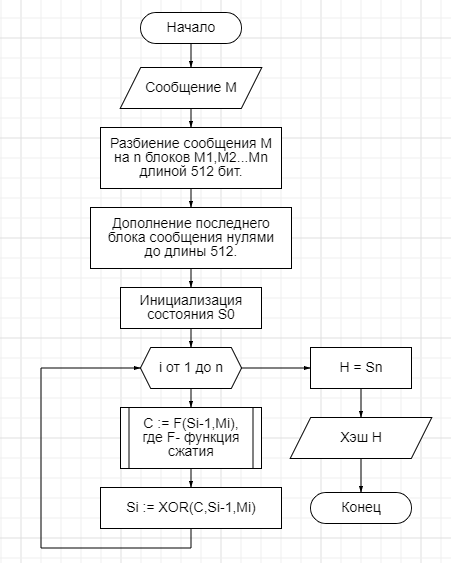 Начало
Сообщение М
Разбиение сообщения М
на n блоков M1,M2...Mn
длиной 512 бит.
Дополнение последнего
блока сообщения нулями
до длины 512.
Инициализация
состояния S0
i от 1 до n
H = Sn
C := F(Si-1,Mi),
где F- функция
сжатия
Хэш H
Si := XOR(C,Si-1,Mi)
Конец